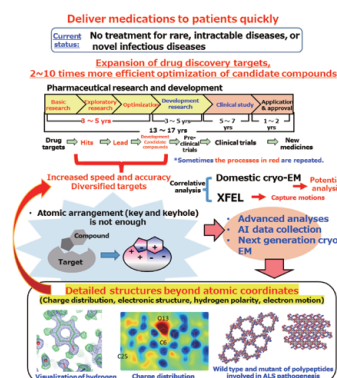 Deliver medications to patients quickly
Current status:
No treatment for rare, intractable diseases, or
novel infectious diseases
Expansion of drug discovery targets,
2~10 times more efficient optimization of candidate compounds
Pharmaceutical research and development
Basic research
Exploratory research
Optimization
Development research
Clinical study
Application & approval
3 ~ 5 yrs
5 ~ 7 yrs
1 ~ 2 yrs
13 ~ 17 yrs
Drug targets
Hits
Lead
Development Candidate
Pre-clinical trials
Clinical trials
New medicines
*Sometimes the processes in red are repeated.
Increased speed and accuracy
Diversified targets
Correlative analysis
Domestic cryo-EM
Potential analysis
XFEL
Capture motions
• Atomic arrangement (key and keyhole)
is not enough
Compound
Target
• Advanced analyses
• AI data collection
• Next generation cryo
EM
Detailed structures beyond atomic coordinates
(Charge distribution, electronic structure, hydrogen polarity, electron motion)
O13
C6
C25
Visualization of hydrogen
Charge distribution
Wild type and mutant of polypeptides
involved in ALS pathogenesis